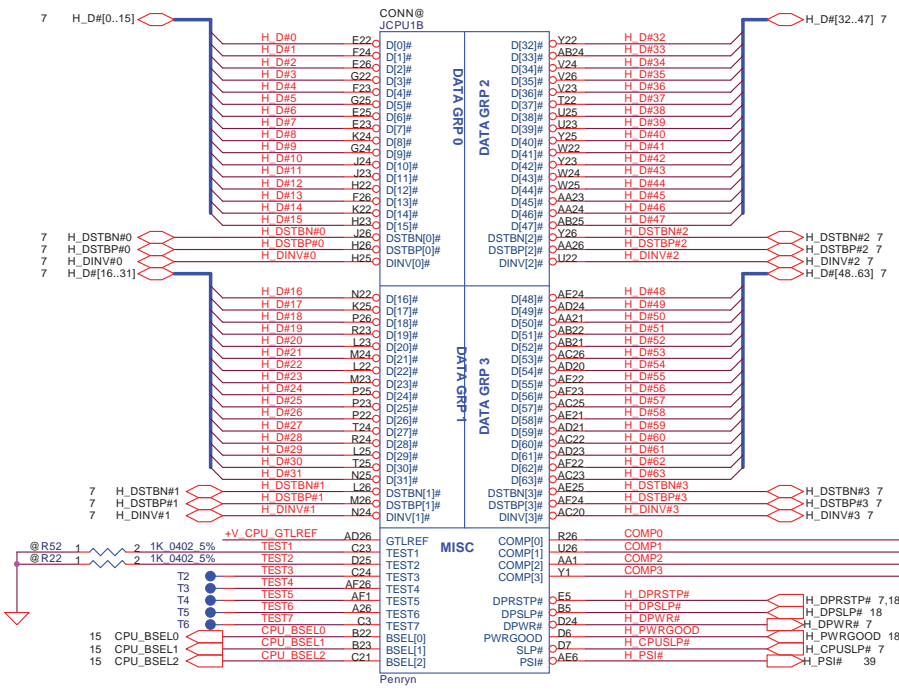 CONN@
JCPU1B
7 H_D#[0..15] H_D#[32..47] 7
H_D#0 E22 D[0]# D[32]# Y22 H_D#32
H_D#1 F24 D[1]# D[33]# AB24 H_D#33
H_D#2 E26 D[2]# D[34]# V24 H_D#34
H_D#3 G22 D[3]# D[35]# V26 H_D#35
H_D#4 F23 D[4]# D[36]# V23 H_D#36
H_D#5 G25 D[5]# D[37]# T22 H_D#37
H_D#6 E25 D[6]# D[38]# U25 H_D#38
H_D#7 E23 D[7]# D[39]# U23 H_D#39
H_D#8 K24 D[8]# D[40]# Y25 H_D#40
H_D#9 G24 D[9]# D[41]# W22 H_D#41
H_D#10 J24 D[10]# D[42]# Y23 H_D#42
H_D#11 J23 D[11]# D[43]# W24 H_D#43
H_D#12 H22 D[12]# D[44]# W25 H_D#44
H_D#13 F26 D[13]# D[45]# AA23 H_D#45
H_D#14 K22 D[14]# D[46]# AA24 H_D#46
H_D#15 H23 D[15]# D[47]# AB25 H_D#47
7 H_DSTBN#0 H_DSTBN#0 J26 DSTBN[0]# DSTBN[2]# Y26 H_DSTBN#2 H_DSTBN#2 7
7 H_DSTBP#0 H_DSTBP#0 H26 DSTBP[0]# DSTBP[2]# AA26 H_DSTBP#2 H_DSTBP#2 7
7 H_DINV#0 H_DINV#0 H25 DINV[0]# DINV[2]# U22 H_DINV#2 H_DINV#2 7
DATA GRP 0
DATA GRP 2
7 H_D#[16..31] H_D#[48..63] 7
H_D#16 N22 D[16]# D[48]# AE24 H_D#48
H_D#17 K25 D[17]# D[49]# AD24 H_D#49
H_D#18 P26 D[18]# D[50]# AA21 H_D#50
H_D#19 R23 D[19]# D[51]# AB22 H_D#51
H_D#20 L23 D[20]# D[52]# AB21 H_D#52
H_D#21 M24 D[21]# D[53]# AC26 H_D#53
H_D#22 L22 D[22]# D[54]# AD20 H_D#54
H_D#23 M23 D[23]# D[55]# AE22 H_D#55
H_D#24 P25 D[24]# D[56]# AF23 H_D#56
H_D#25 P23 D[25]# D[57]# AC25 H_D#57
H_D#26 P22 D[26]# D[58]# AE21 H_D#58
H_D#27 T24 D[27]# D[59]# AD21 H_D#59
H_D#28 R24 D[28]# D[60]# AC22 H_D#60
H_D#29 L25 D[29]# D[61]# AD23 H_D#61
H_D#30 T25 D[30]# D[62]# AF22 H_D#62
H_D#31 N25 D[31]# D[63]# AC23 H_D#63
7 H_DSTBN#1 H_DSTBN#1 L26 DSTBN[1]# DSTBN[3]# AE25 H_DSTBN#3 H_DSTBN#3 7
7 H_DSTBP#1 H_DSTBP#1 M26 DSTBP[1]# DSTBP[3]# AF24 H_DSTBP#3 H_DSTBP#3 7
7 H_DINV#1 H_DINV#1 N24 DINV[1]# DINV[3]# AC20 H_DINV#3 H_DINV#3 7
DATA GRP 1
DATA GRP 3
+V_CPU_GTLREF AD26 GTLREF MISC COMP[0] R26 COMP0
@R52 1 2 1K_0402_5% TEST1 C23 TEST1 COMP[1] U26 COMP1
@R22 1 2 1K_0402_5% TEST2 D25 TEST2 COMP[2] AA1 COMP2
T2 TEST3 C24 TEST3 COMP[3] Y1 COMP3
T3 TEST4 AF26 TEST4
T4 TEST5 AF1 TEST5 DPRSTP# E5 H_DPRSTP# H_DPRSTP# 7,18
T5 TEST6 A26 TEST6 DPSLP# B5 H_DPSLP# H_DPSLP# 18
T6 TEST7 C3 TEST7 DPWR# D24 H_DPWR# H_DPWR# 7
15 CPU_BSEL0 CPU_BSEL0 B22 BSEL[0] PWRGOOD D6 H_PWRGOOD H_PWRGOOD 18
15 CPU_BSEL1 CPU_BSEL1 B23 BSEL[1] SLP# D7 H_CPUSLP# H_CPUSLP# 7
15 CPU_BSEL2 CPU_BSEL2 C21 BSEL[2] PSI# AE6 H_PSI# H_PSI# 39
Penryn